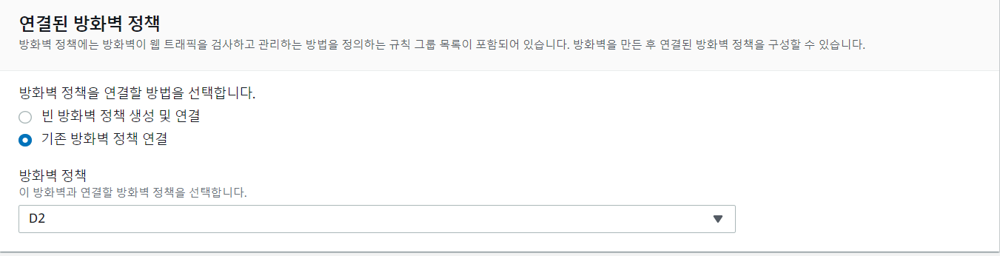 연결된 방화벽 정책
방화벽 정책에는 방화벽이 웹 트래픽을 검사하고 관리하는 방법을 정의하는 규칙 그룹 목록이 포함되어 있습니다. 방화벽을 만든 후 연결된 방화벽 정책을 구성할 수 있습니다.
방화벽 정책을 연결할 방법을 선택합니다.
빈 방화벽 정책 생성 및 연결
기존 방화벽 정책 연결
방화벽 정책
이 방화벽과 연결할 방화벽 정책을 선택합니다.
D2